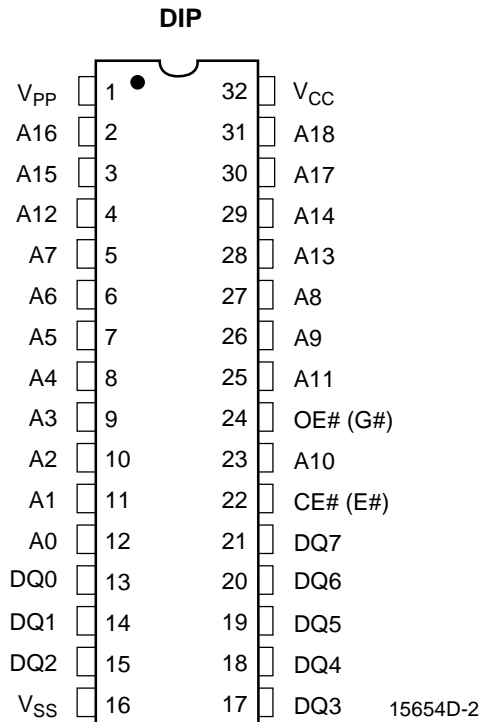 DIP
VPP 1 32 VCC
A16 2 31 A18
A15 3 30 A17
A12 4 29 A14
A7 5 28 A13
A6 6 27 A8
A5 7 26 A9
A4 8 25 A11
A3 9 24 OE# (G#)
A2 10 23 A10
A1 11 22 CE# (E#)
A0 12 21 DQ7
DQ0 13 20 DQ6
DQ1 14 19 DQ5
DQ2 15 18 DQ4
VSS 16 17 DQ3 15654D-2